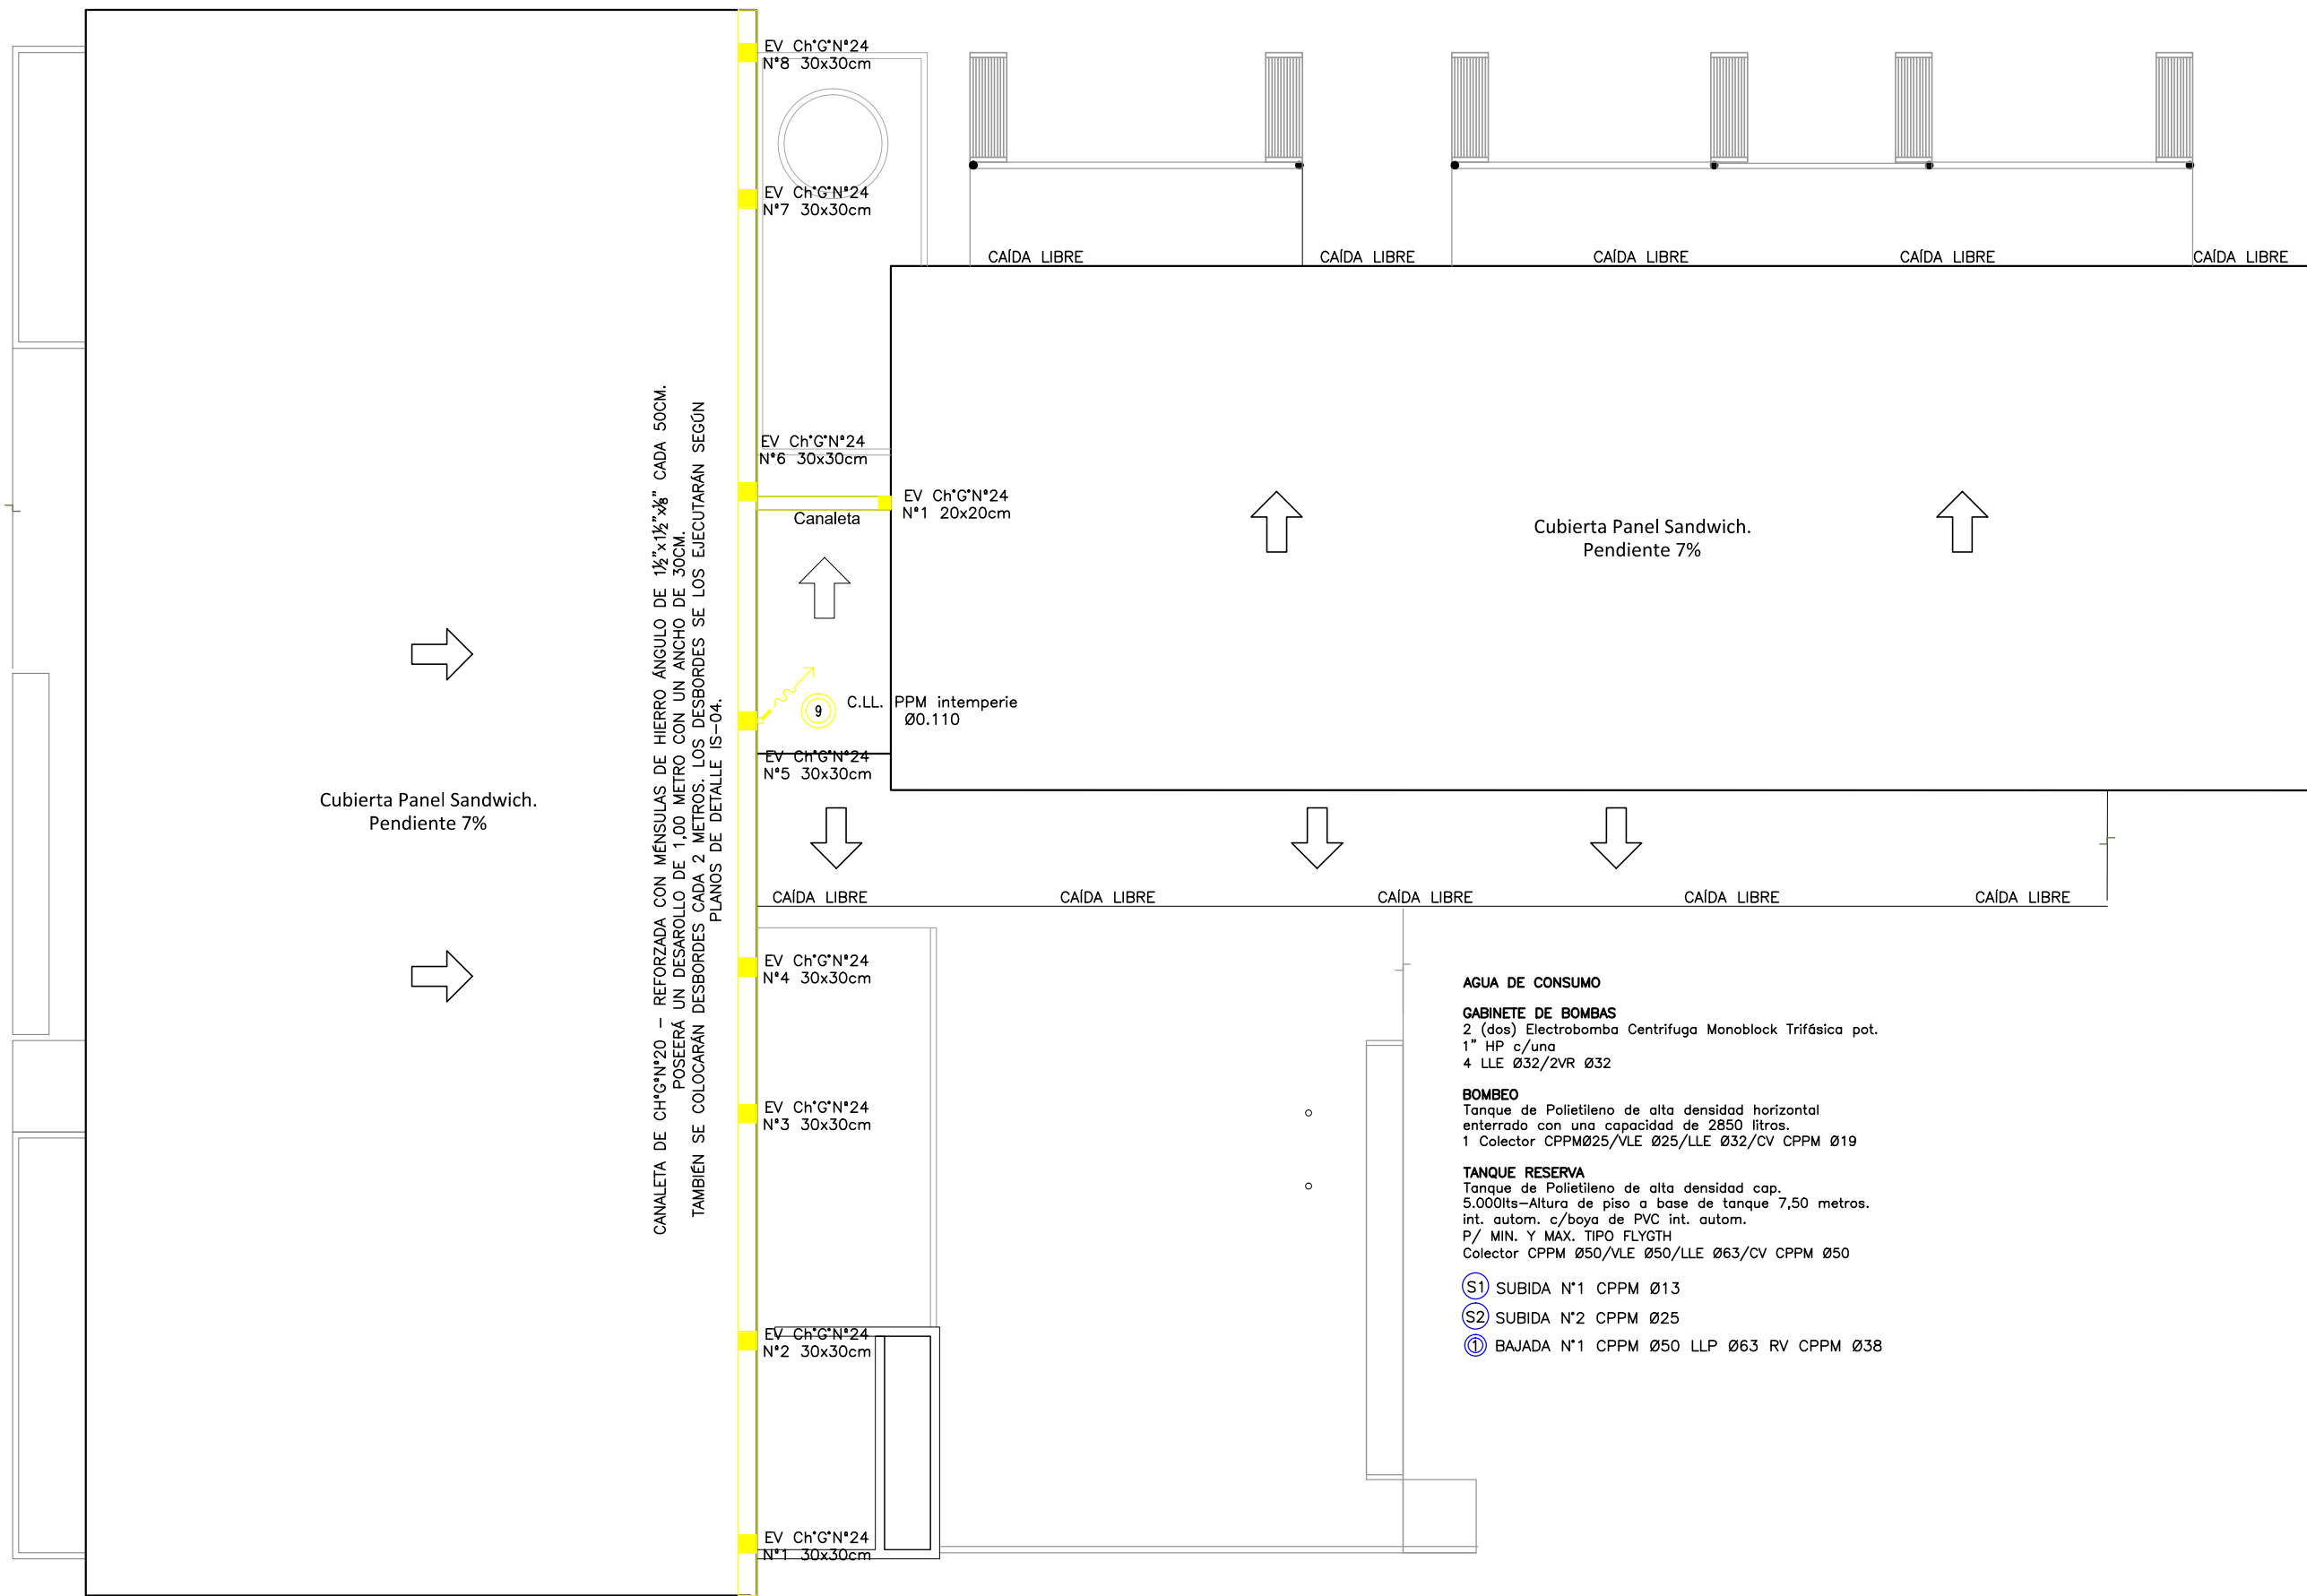 EV Ch°G°N°24
N°8 30x30cm
EV Ch°G°N°24
N°7 30x30cm
CAÍDA LIBRE
CAÍDA LIBRE
CAÍDA LIBRE
CAÍDA LIBRE
CAÍDA LIBRE
EV Ch°G°N°24
N°6 30x30cm
EV Ch°G°N°24
N°1 20x20cm
Canaleta
Cubierta Panel Sandwich.
Pendiente 7%
CANALETA DE CH°G°N°20 – REFORZADA CON MÉNSULAS DE HIERRO ÁNGULO DE 1½"x1½"x⅛" CADA 50CM.
POSEERÁ UN DESAROLLO DE 1,00 METRO CON UN ANCHO DE 30CM.
TAMBIÉN SE COLOCARÁN DESBORDES CADA 2 METROS. LOS DESBORDES SE LOS EJECUTARÁN SEGÚN
PLANOS DE DETALLE IS–04.
9
C.LL. PPM intemperie
Ø0.110
EV Ch°G°N°24
N°5 30x30cm
Cubierta Panel Sandwich.
Pendiente 7%
CAÍDA LIBRE
CAÍDA LIBRE
CAÍDA LIBRE
CAÍDA LIBRE
CAÍDA LIBRE
EV Ch°G°N°24
N°4 30x30cm
EV Ch°G°N°24
N°3 30x30cm
EV Ch°G°N°24
N°2 30x30cm
EV Ch°G°N°24
N°1 30x30cm
AGUA DE CONSUMO
GABINETE DE BOMBAS
2 (dos) Electrobomba Centrifuga Monoblock Trifásica pot.
1" HP c/una
4 LLE Ø32/2VR Ø32
BOMBEO
Tanque de Polietileno de alta densidad horizontal
enterrado con una capacidad de 2850 litros.
1 Colector CPPMØ25/VLE Ø25/LLE Ø32/CV CPPM Ø19
TANQUE RESERVA
Tanque de Polietileno de alta densidad cap.
5.000lts–Altura de piso a base de tanque 7,50 metros.
int. autom. c/boya de PVC int. autom.
P/ MIN. Y MAX. TIPO FLYGTH
Colector CPPM Ø50/VLE Ø50/LLE Ø63/CV CPPM Ø50
S1 SUBIDA N°1 CPPM Ø13
S2 SUBIDA N°2 CPPM Ø25
1 BAJADA N°1 CPPM Ø50 LLP Ø63 RV CPPM Ø38